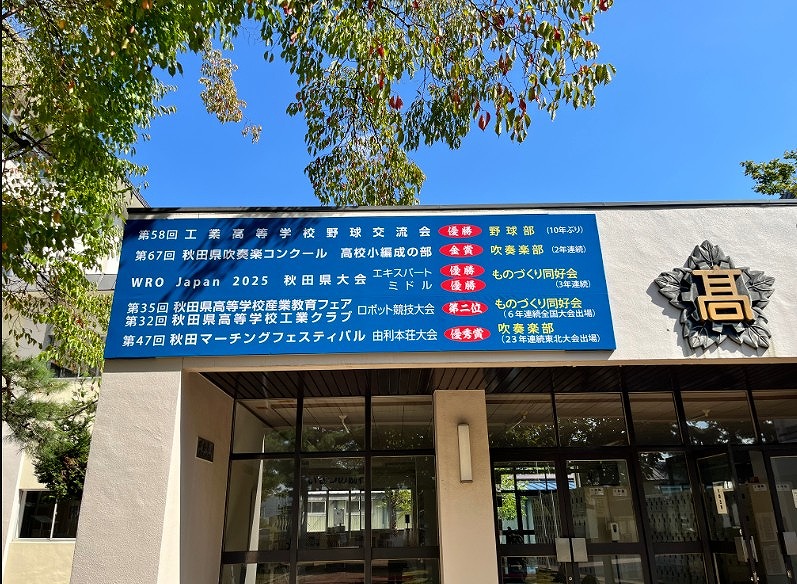 第58回 工業高等学校野球交流会 優勝 野球部 (10年ぶり)
第67回 秋田県吹奏楽コンクール 高校小編成の部 金賞 吹奏楽部 (2年連続)
WRO Japan 2025 秋田県大会 エキスパート 優勝 ものづくり同好会
ミドル 優勝 (3年連続)
第35回 秋田県高等学校産業教育フェア
第32回 秋田県高等学校工業クラブ ロボット競技大会 第二位 ものづくり同好会
(6年連続全国大会出場)
第47回 秋田マーチングフェスティバル 由利本荘大会 優秀賞 吹奏楽部
(23年連続東北大会出場)
高